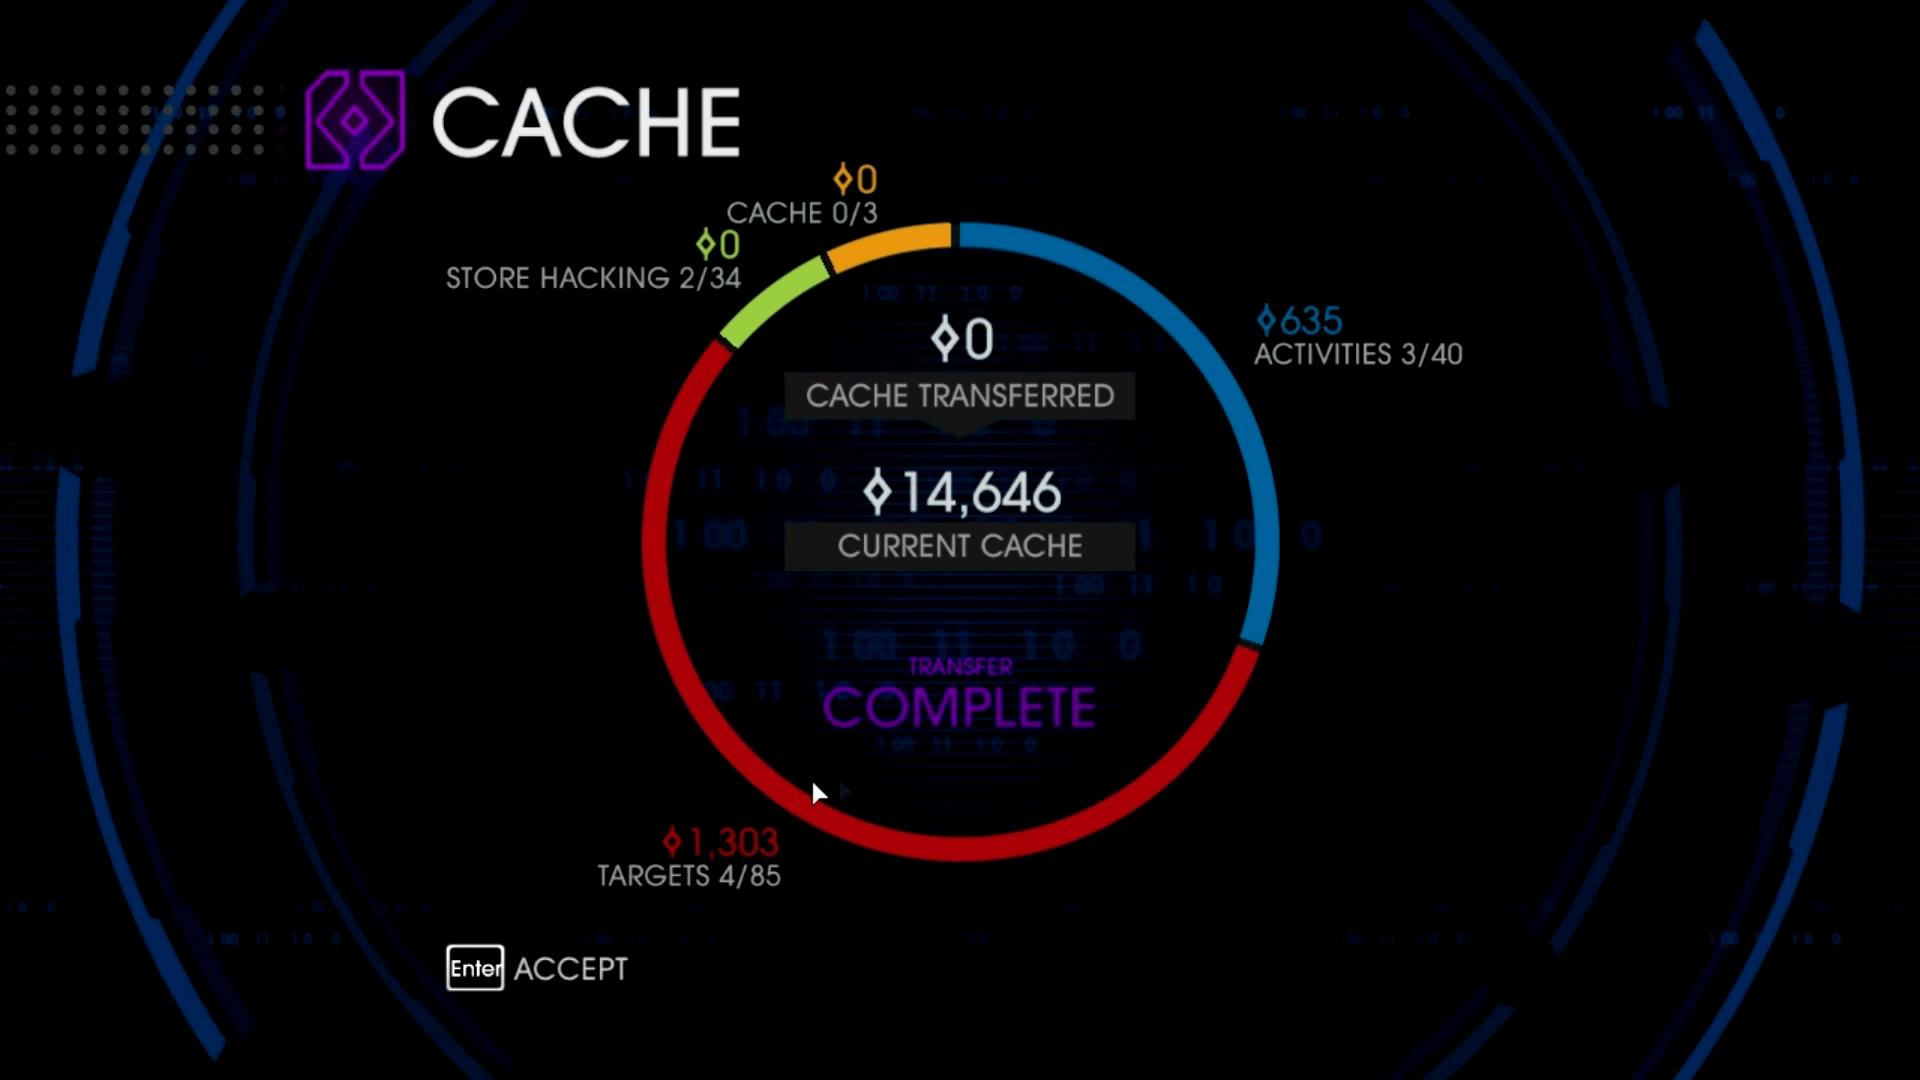 CACHE
0
CACHE 0/3
0
STORE HACKING 2/34
635
ACTIVITIES 3/40
0
CACHE TRANSFERRED
14,646
CURRENT CACHE
TRANSFER
COMPLETE
1,303
TARGETS 4/85
Enter ACCEPT